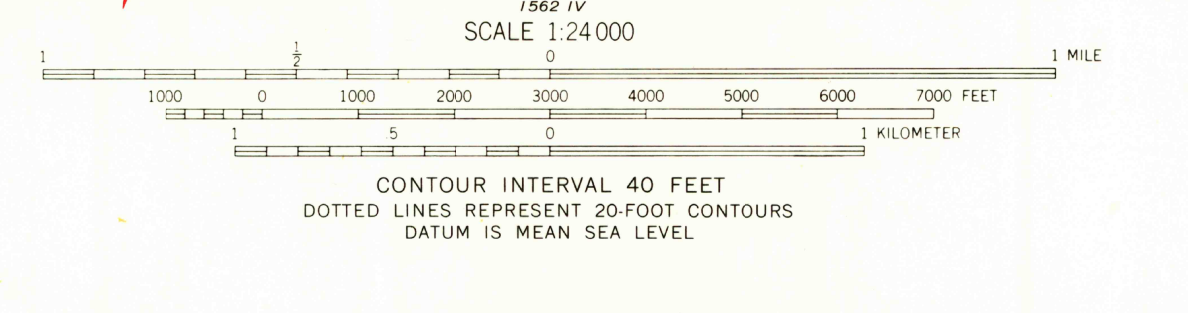 1562 IV
SCALE 1:24 000
1 1/2 0 1 MILE
1000 0 1000 2000 3000 4000 5000 6000 7000 FEET
1 .5 0 1 KILOMETER
CONTOUR INTERVAL 40 FEET
DOTTED LINES REPRESENT 20-FOOT CONTOURS
DATUM IS MEAN SEA LEVEL